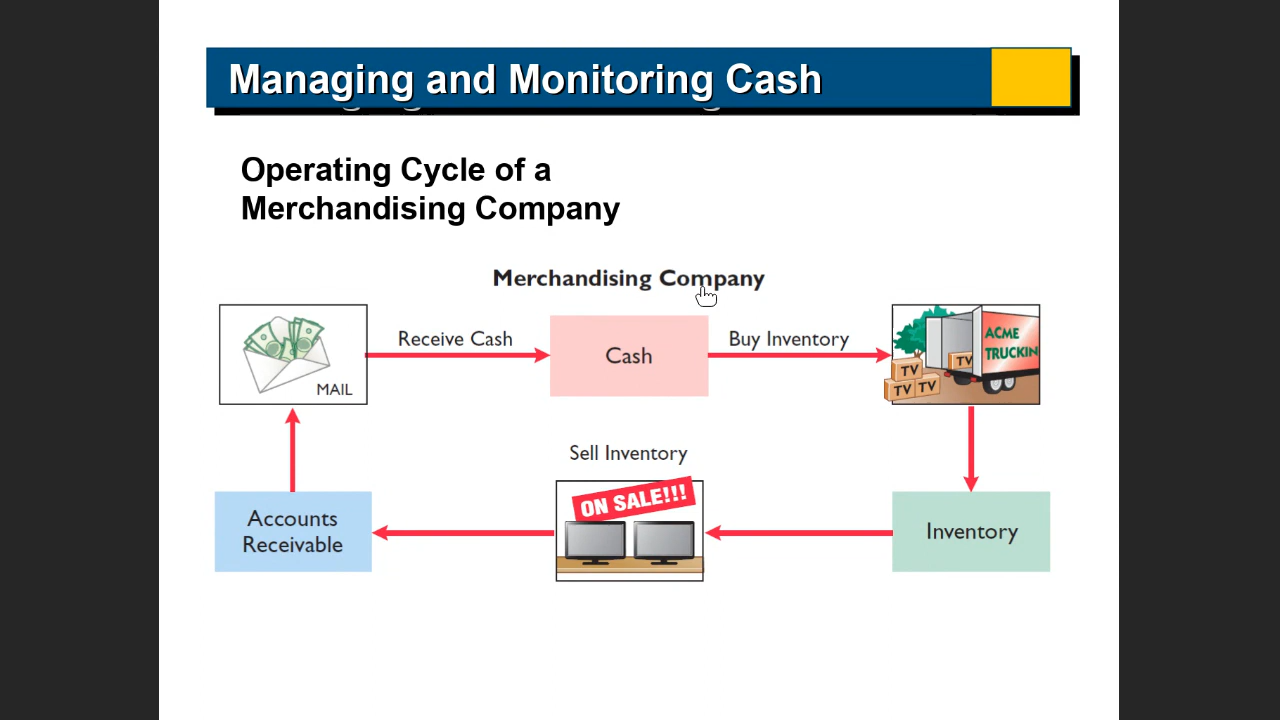 Managing and Monitoring Cash
Operating Cycle of a
Merchandising Company
Merchandising Company
Receive Cash
Cash
Buy Inventory
MAIL
ACME
TRUCKIN
TV
TV
TV
TV
Sell Inventory
ON SALE!!!
Accounts
Receivable
Inventory